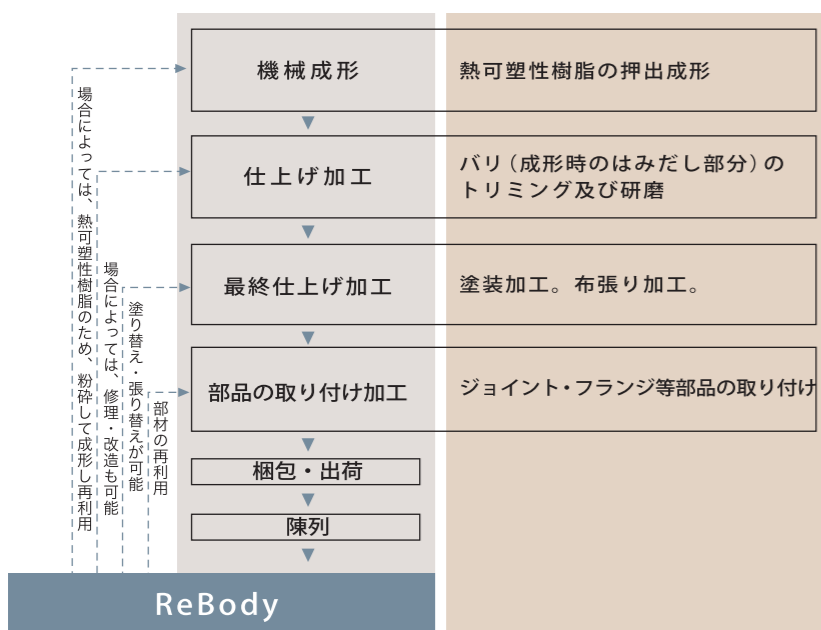 機械成形
熱可塑性樹脂の押出成形
仕上げ加工
バリ（成形時のはみだし部分）の
トリミング及び研磨
最終仕上げ加工
塗装加工。布張り加工。
部品の取り付け加工
ジョイント・フランジ等部品の取り付け
梱包・出荷
陳列
場合によっては、熱可塑性樹脂のため、粉砕して成形し再利用
場合によっては、修理・改造も可能
塗り替え・張り替えが可能
部材の再利用
ReBody